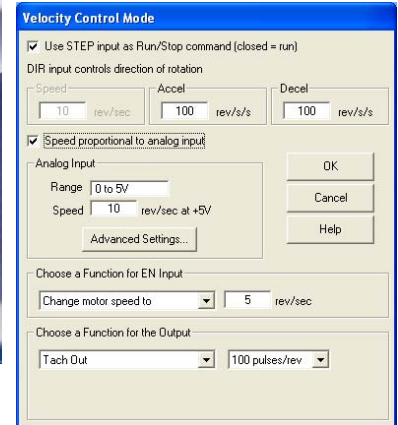 Velocity Control Mode
Use STEP input as Run/Stop command (closed = run)
DIR input controls direction of rotation
Speed Accel Decel
10 rev/sec 100 rev/s/s 100 rev/s/s
Speed proportional to analog input
Analog Input
Range 0 to 5V
Speed 10 rev/sec at +5V
Advanced Settings...
OK
Cancel
Help
Choose a Function for EN Input
Change motor speed to 5 rev/sec
Choose a Function for the Output
Tach Out 100 pulses/rev